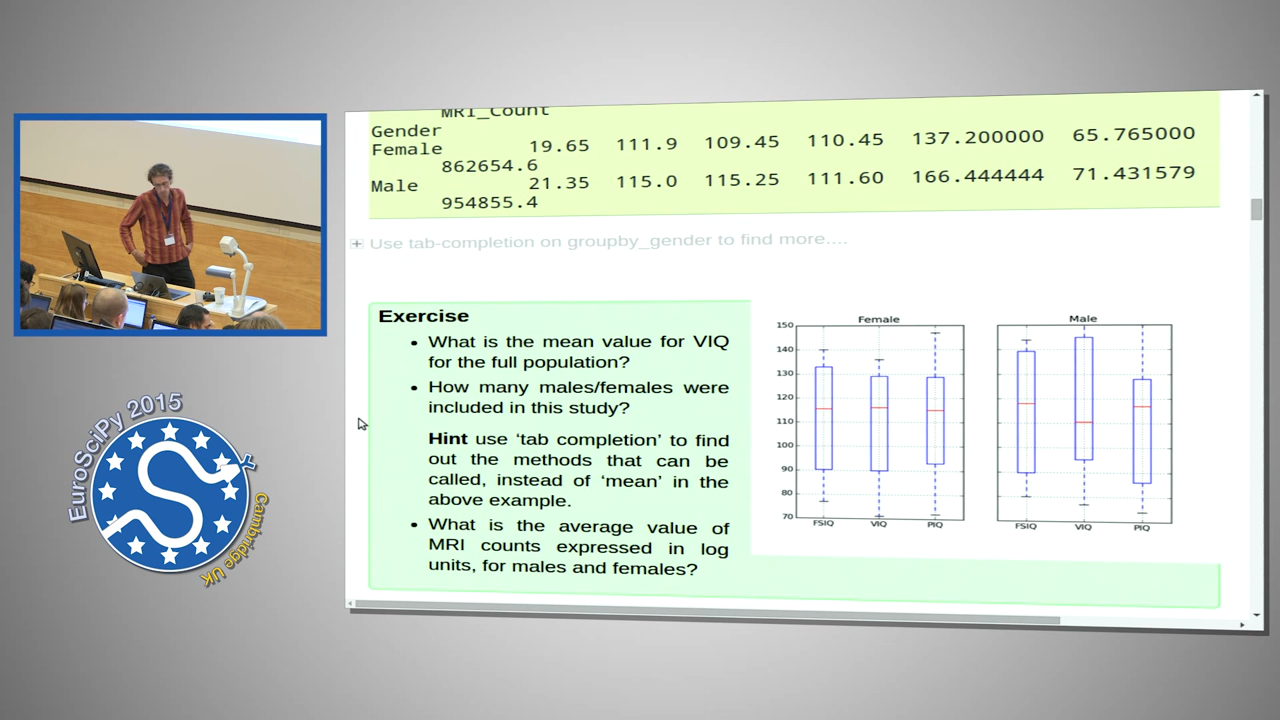 MRI_Count
Gender
Female 19.65 111.9 109.45 110.45 137.200000 65.765000
862654.6
Male 21.35 115.0 115.25 111.60 166.444444 71.431579
954855.4
Use tab-completion on groupby_gender to find more....
Exercise
What is the mean value for VIQ
for the full population?
How many males/females were
included in this study?
Hint use ‘tab completion’ to find
out the methods that can be
called, instead of ‘mean’ in the
above example.
What is the average value of
MRI counts expressed in log
units, for males and females?
Female
150
140
130
120
110
100
90
80
70
FSIQ VIQ PIQ
Male
FSIQ VIQ PIQ
EuroSciPy 2015
Cambridge UK